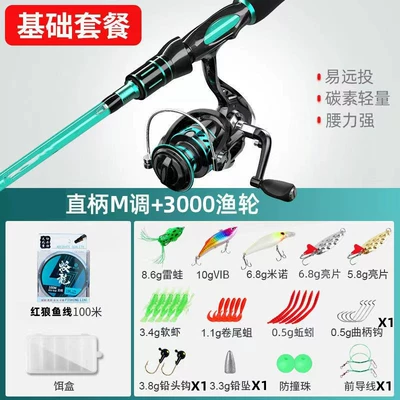 基础套餐
易远投
碳素轻量
腰力强
直柄M调+3000渔轮
蛟龙
红狼鱼线100米
饵盒
8.6g雷蛙 10gVIB 6.8g米诺 6.8g亮片 5.8g亮片
3.4g软虾 1.1g卷尾蛆 0.5g蚯蚓 0.5g曲柄钩 X1
3.8g铅头钩X1 3.3g铅坠X1 防撞珠 前导线X1